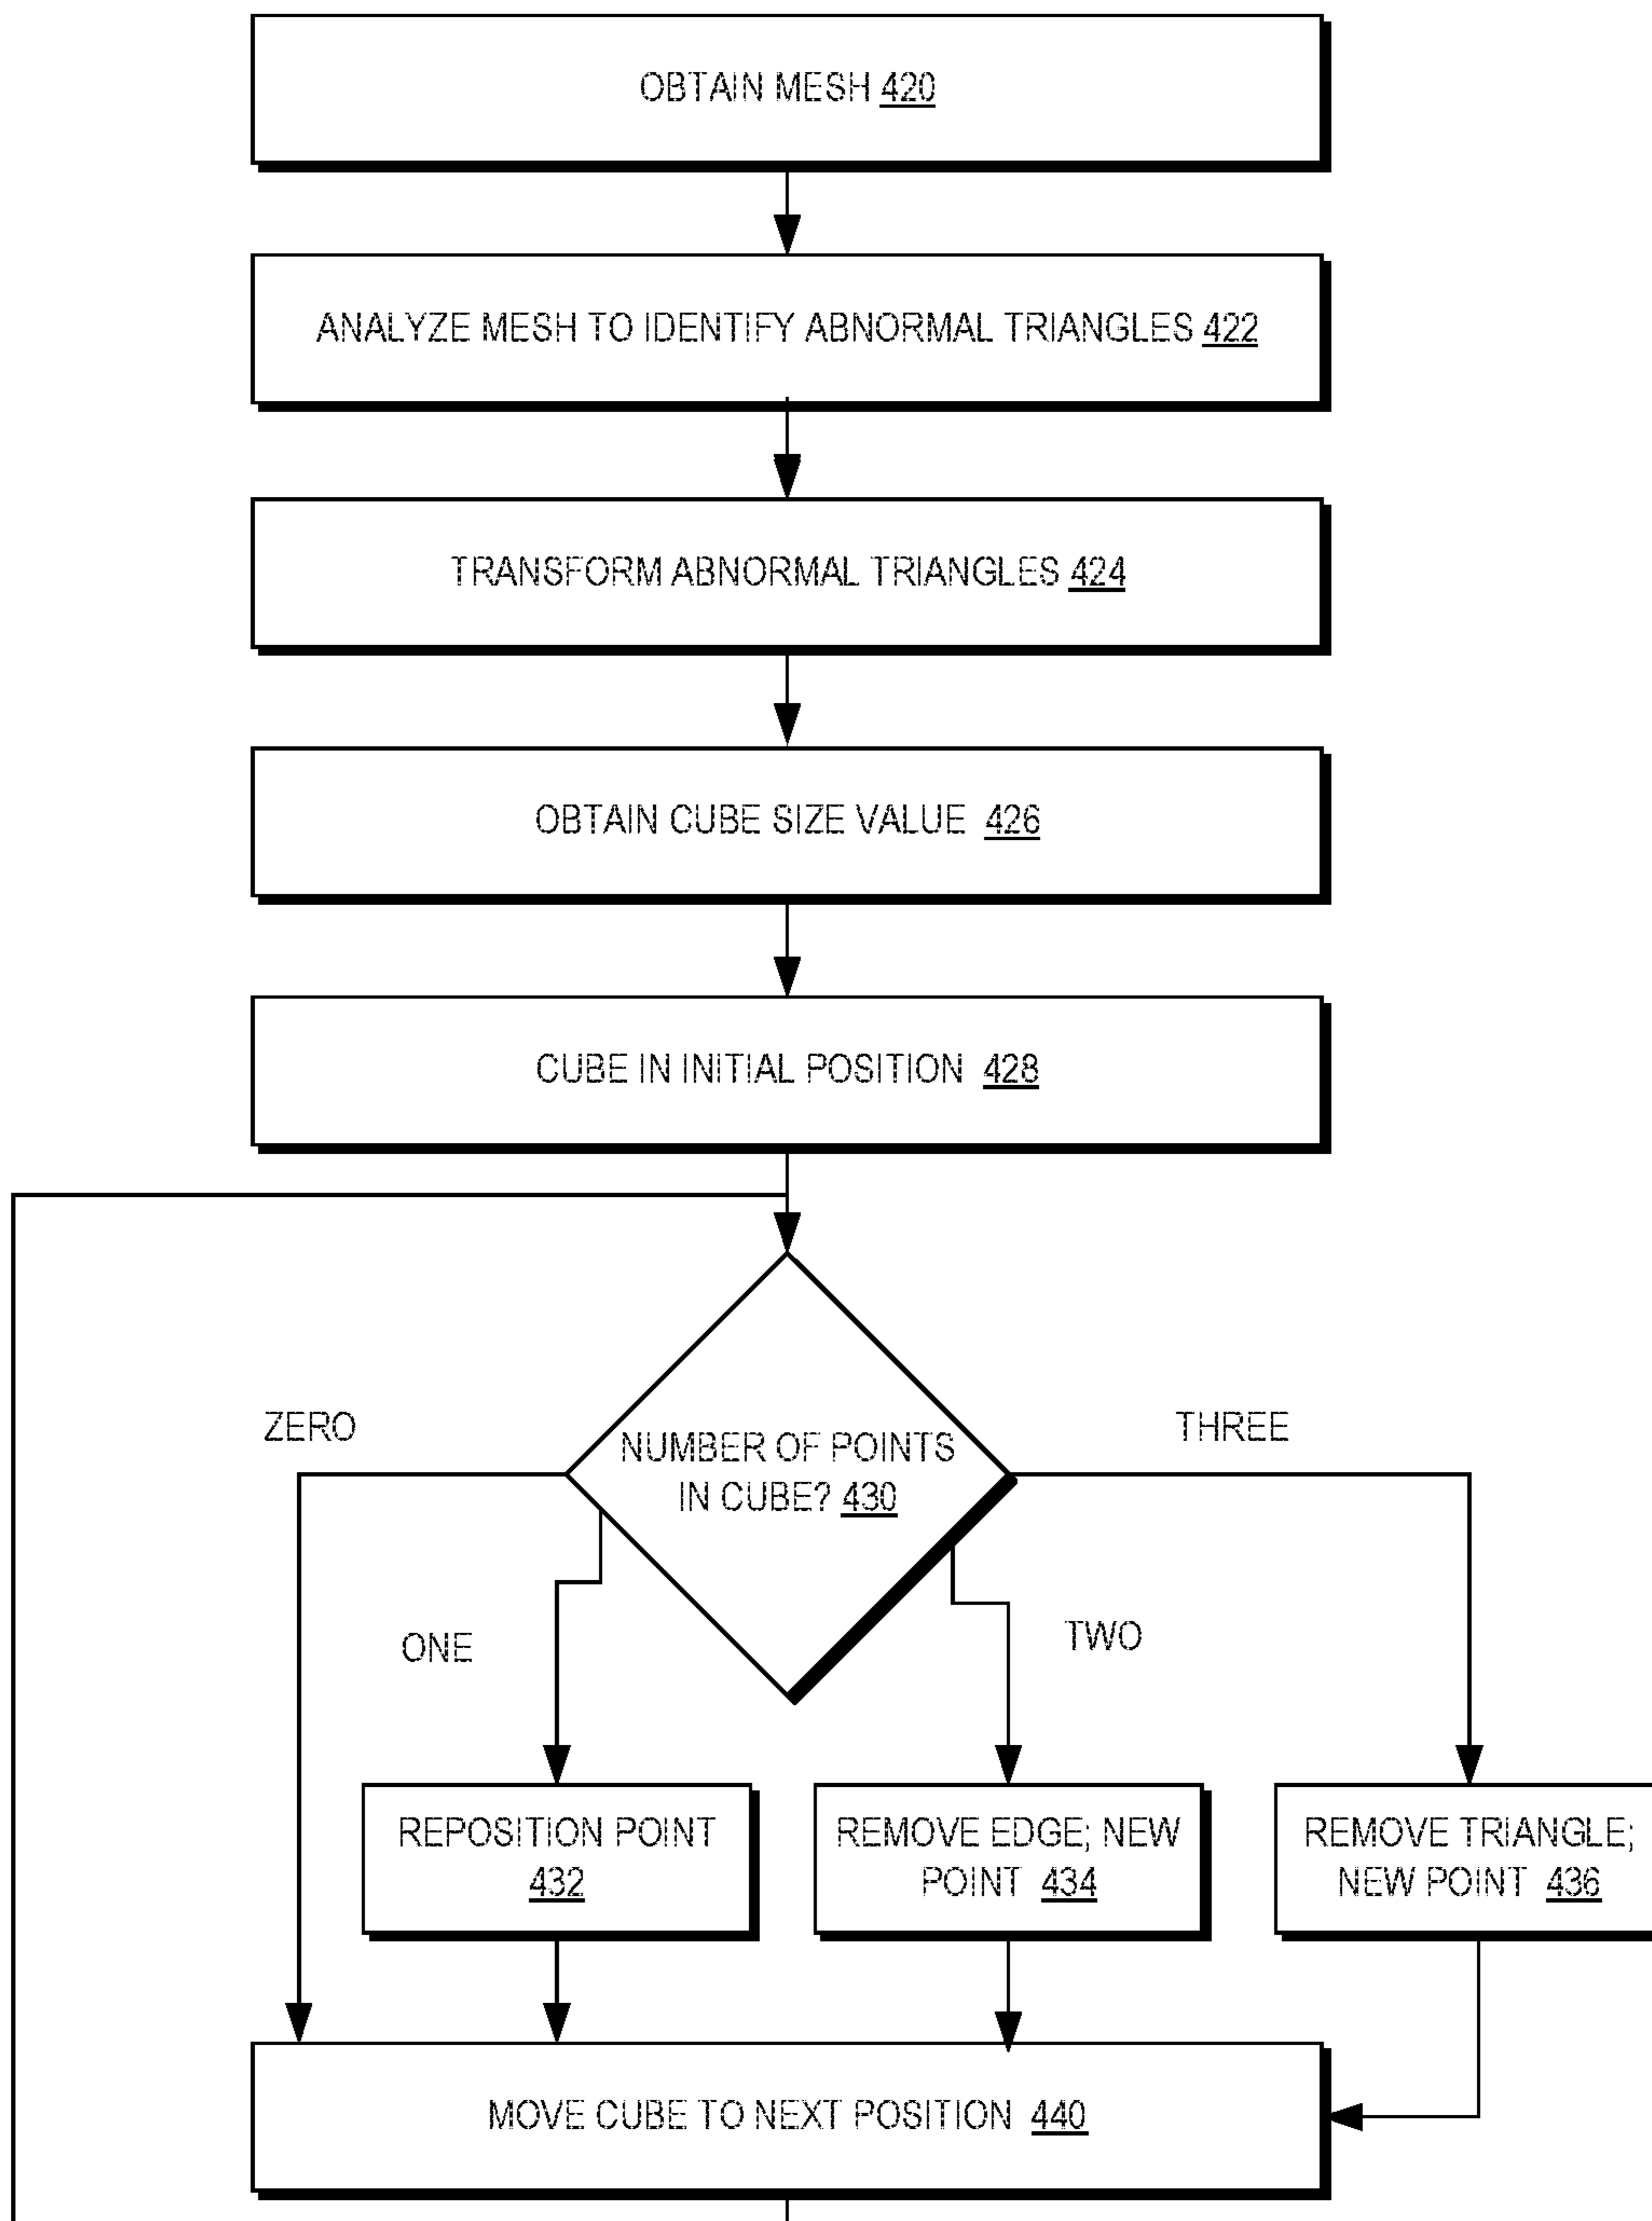 OBTAIN MESH 420
ANALYZE MESH TO IDENTIFY ABNORMAL TRIANGLES 422
TRANSFORM ABNORMAL TRIANGLES 424
OBTAIN CUBE SIZE VALUE 426
CUBE IN INITIAL POSITION 428
ZERO
THREE
NUMBER OF POINTS
IN CUBE? 430
ONE
TWO
REPOSITION POINT
432
REMOVE EDGE; NEW
POINT 434
REMOVE TRIANGLE;
NEW POINT 436
MOVE CUBE TO NEXT POSITION 440